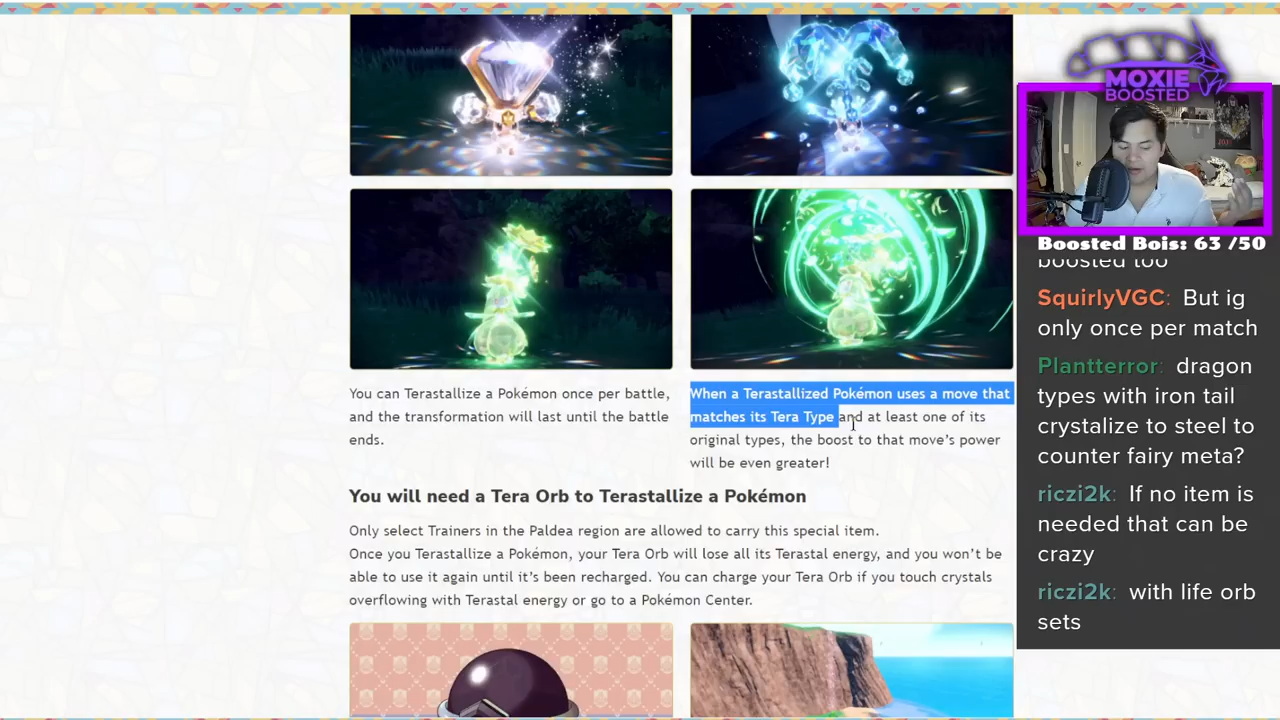 You can Terastallize a Pokémon once per battle,
and the transformation will last until the battle
ends.
When a Terastallized Pokémon uses a move that
matches its Tera Type and at least one of its
original types, the boost to that move's power
will be even greater!
You will need a Tera Orb to Terastallize a Pokémon
Only select Trainers in the Paldea region are allowed to carry this special item.
Once you Terastallize a Pokémon, your Tera Orb will lose all its Terastal energy, and you won't be
able to use it again until it's been recharged. You can charge your Tera Orb if you touch crystals
overflowing with Terastal energy or go to a Pokémon Center.
MOXIE
BOOSTED
Boosted Bois: 63 /50
boosted too
SquirlyVGC: But ig
only once per match
Plantterror: dragon
types with iron tail
crystalize to steel to
counter fairy meta?
riczi2k: If no item is
needed that can be
crazy
riczi2k: with life orb
sets